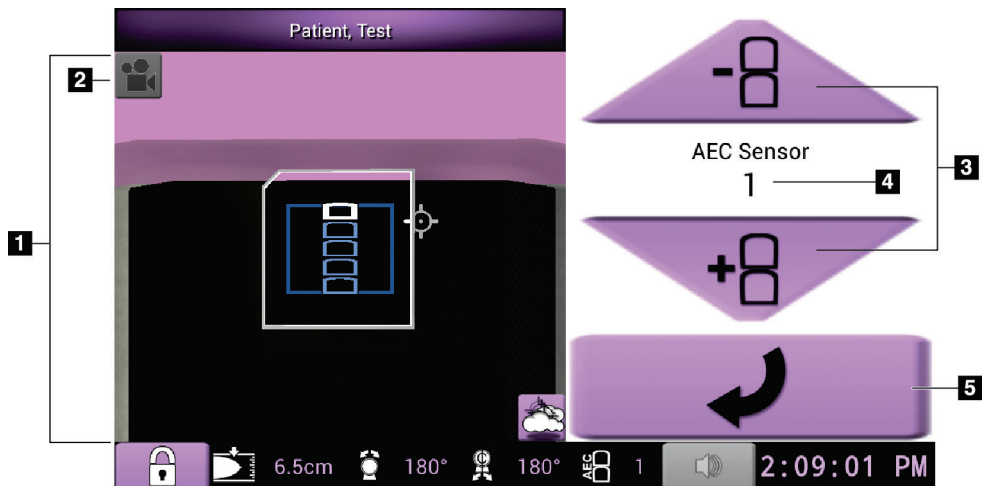 Patient, Test
2
AEC Sensor
1
4
3
1
5
6.5cm
180°
180°
AEC
1
2:09:01 PM